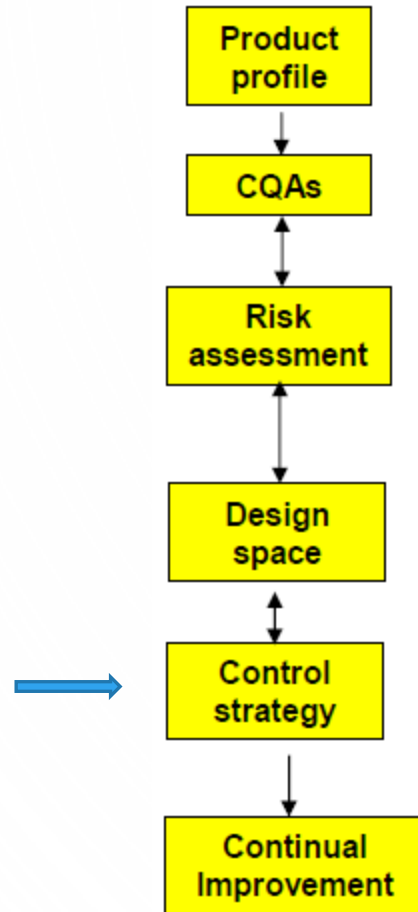 Product
profile
CQAs
Risk
assessment
Design
space
Control
strategy
Continual
Improvement